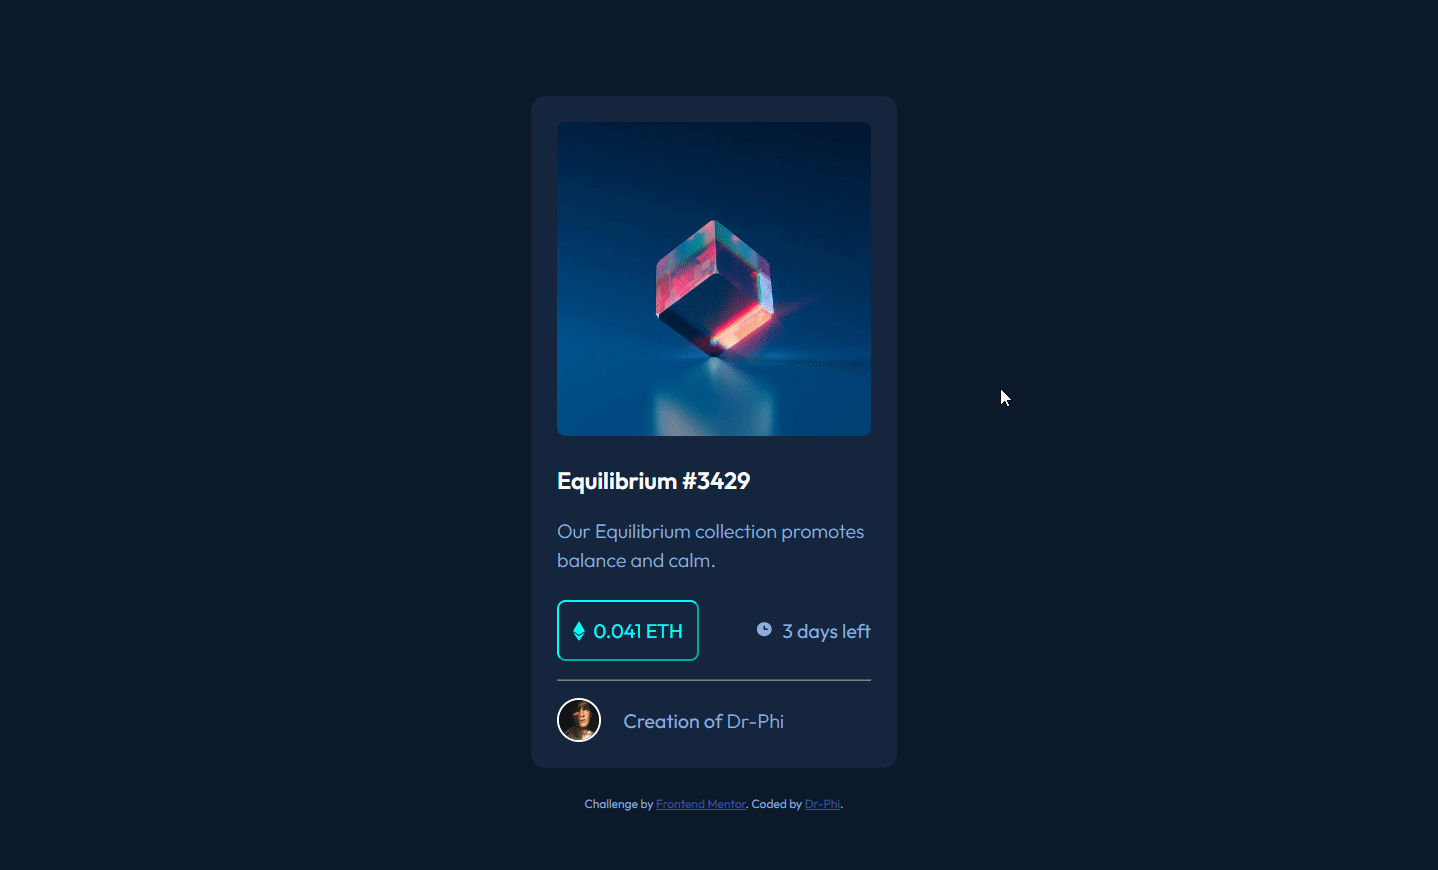 Equilibrium #3429
Our Equilibrium collection promotes
balance and calm.
0.041 ETH
3 days left
Creation of Dr-Phi
Challenge by Frontend Mentor. Coded by Dr-Phi.